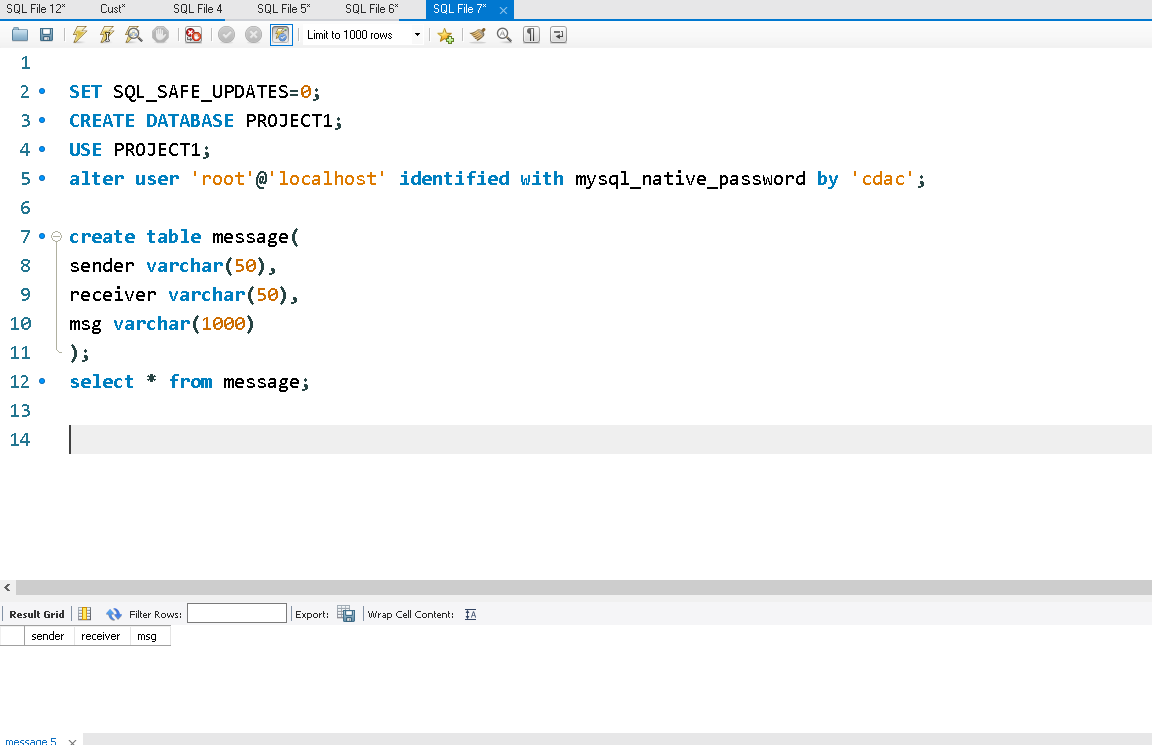 SQL File 12* Cust* SQL File 4 SQL File 5* SQL File 6* SQL File 7*
Limit to 1000 rows
1
2 SET SQL_SAFE_UPDATES=0;
3 CREATE DATABASE PROJECT1;
4 USE PROJECT1;
5 alter user 'root'@'localhost' identified with mysql_native_password by 'cdac';
6
7 create table message(
8 sender varchar(50),
9 receiver varchar(50),
10 msg varchar(1000)
11 );
12 select * from message;
13
14
Result Grid Filter Rows: Export: Wrap Cell Content:
sender receiver msg
message 5